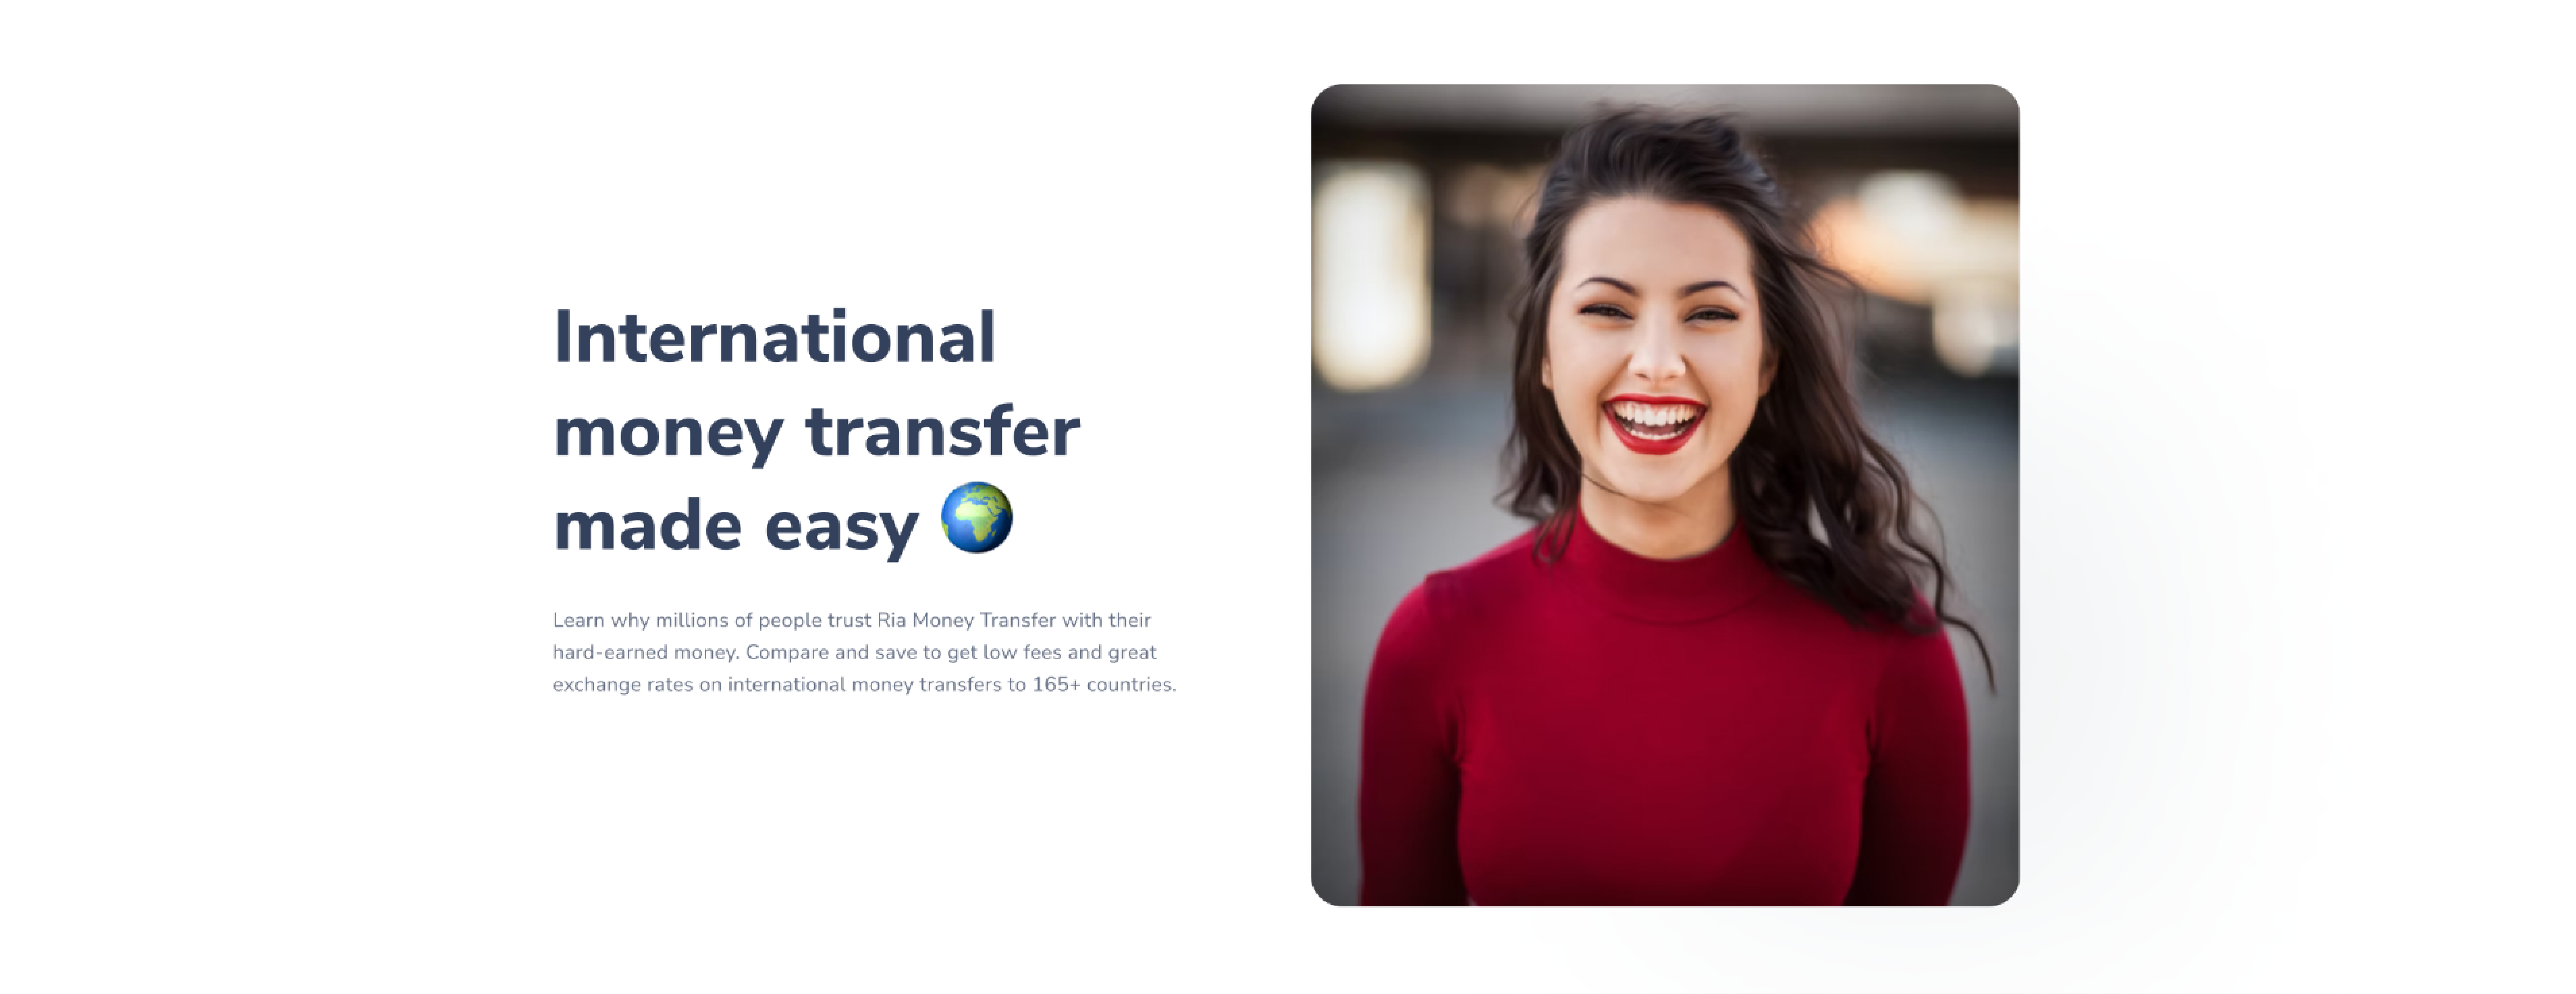 International
money transfer
made easy 🌍
Learn why millions of people trust Ria Money Transfer with their
hard-earned money. Compare and save to get low fees and great
exchange rates on international money transfers to 165+ countries.